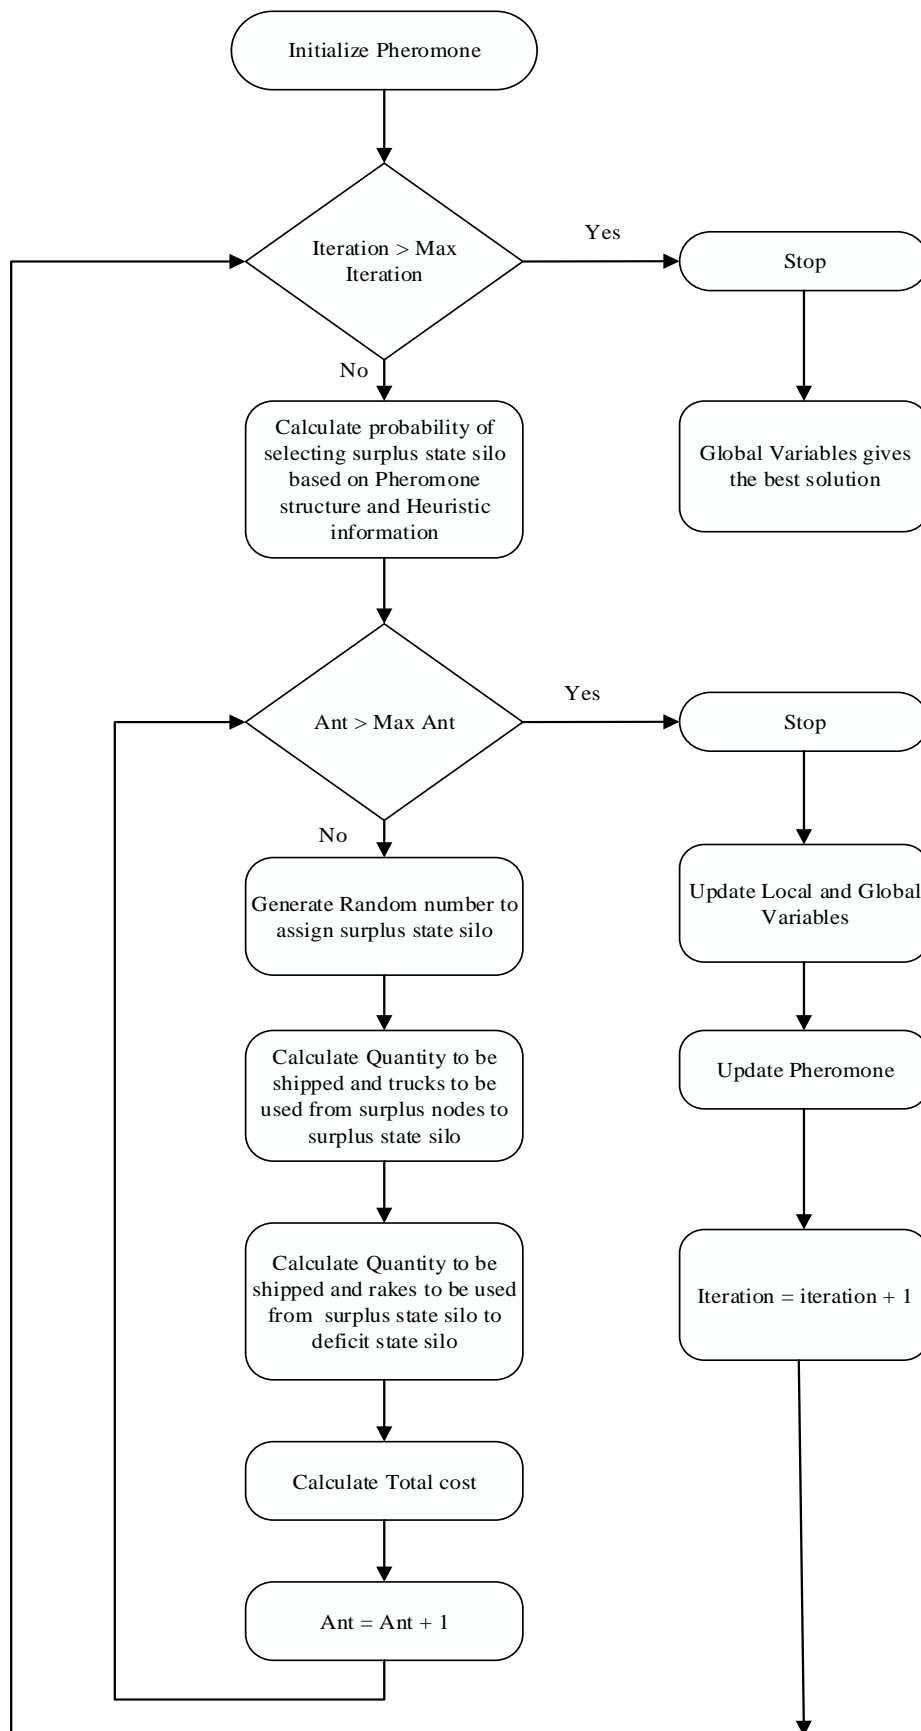 Initialize Pheromone
Iteration > Max
Iteration
Yes
Stop
No
Calculate probability of
selecting surplus state silo
based on Pheromone
structure and Heuristic
information
Global Variables gives
the best solution
Ant > Max Ant
Yes
Stop
No
Generate Random number to
assign surplus state silo
Update Local and Global
Variables
Calculate Quantity to be
shipped and trucks to be
used from surplus nodes to
surplus state silo
Update Pheromone
Calculate Quantity to be
shipped and rakes to be used
from surplus state silo to
deficit state silo
Iteration = iteration + 1
Calculate Total cost
Ant = Ant + 1